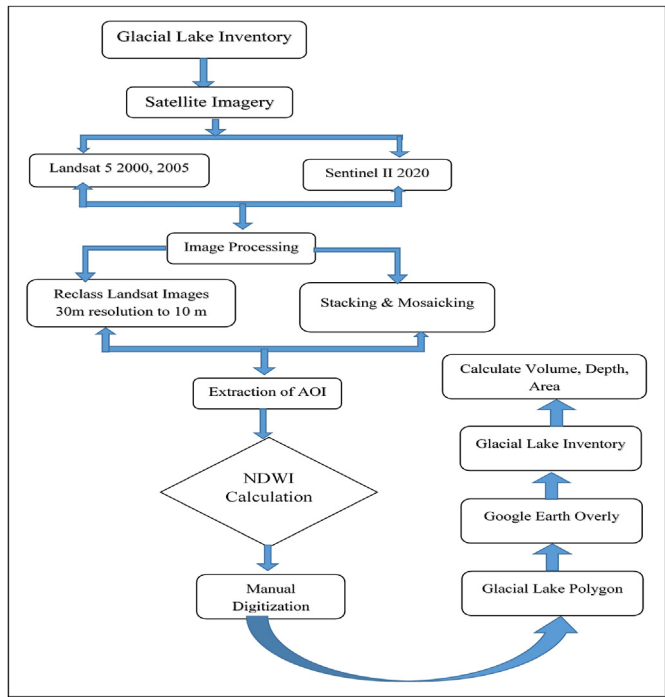 Glacial Lake Inventory
Satellite Imagery
Landsat 5 2000, 2005
Sentinel II 2020
Image Processing
Reclass Landsat Images
30m resolution to 10 m
Stacking & Mosaicking
Extraction of AOI
NDWI
Calculation
Manual
Digitization
Glacial Lake Polygon
Google Earth Overly
Glacial Lake Inventory
Calculate Volume, Depth,
Area